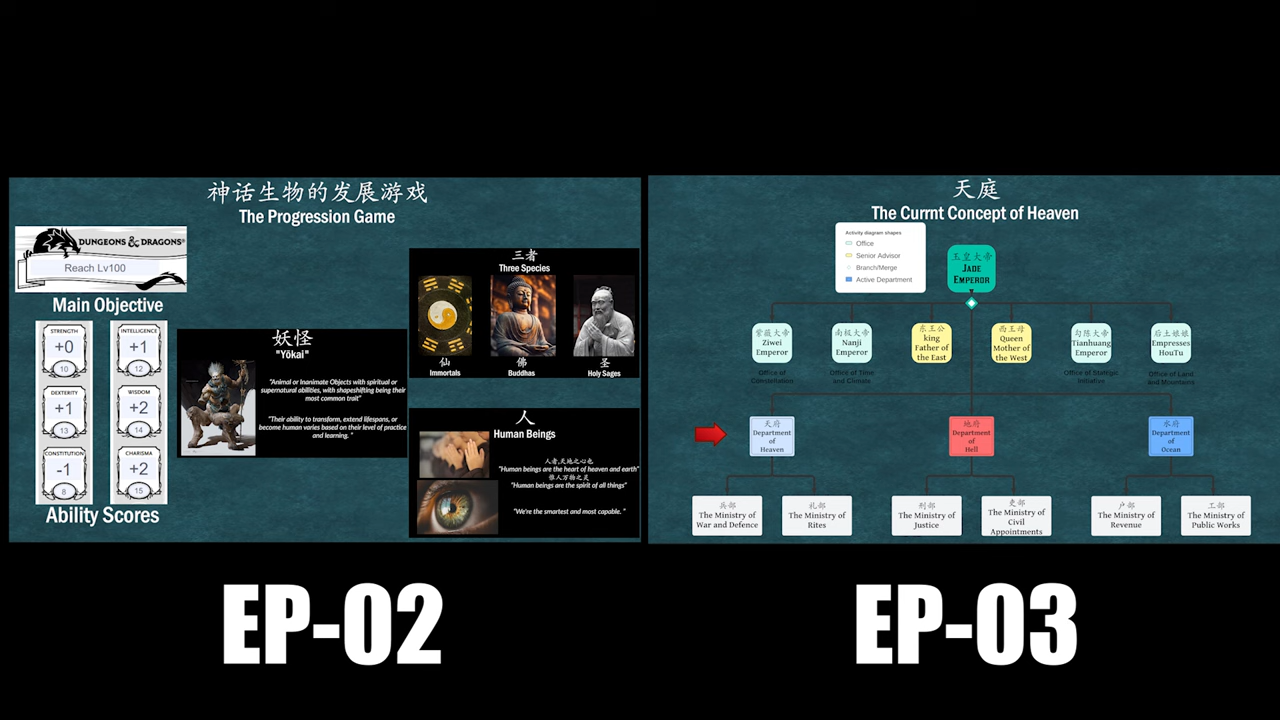 神话生物的发展游戏
The Progression Game
DUNGEONS & DRAGONS®
Reach Lv100
Main Objective
STRENGTH
+0
10
INTELLIGENCE
+1
12
DEXTERITY
+1
13
WISDOM
+2
14
CONSTITUTION
-1
8
CHARISMA
+2
15
Ability Scores
妖怪
"Yōkai"
"Animal or Inanimate Objects with spiritual or
supernatural abilities, with shapeshifting being their
most common trait"
"Their ability to transform, extend lifespans, or
become human varies based on their level of practice
and learning. "
三者
Three Species
仙
Immortals
佛
Buddhas
圣
Holy Sages
人
Human Beings
人者,天地之心也
"Human beings are the heart of heaven and earth"
惟人万物之灵
"Human beings are the spirit of all things"
"We're the smartest and most capable. "
EP-02
天庭
The Currnt Concept of Heaven
Activity diagram shapes
Office
Senior Advisor
Branch/Merge
Active Department
玉皇大帝
JADE
EMPEROR
紫薇大帝
Ziwei
Emperor
Office of
Constellation
南极大帝
Nanji
Emperor
Office of Time
and Climate
东王公
king
Father of
the East
西王母
Queen
Mother of
the West
勾陈大帝
Tianhuang
Emperor
Office of Stategic
Initiative
后土娘娘
Empresses
HouTu
Office of Land
and Mountains
天府
Department
of
Heaven
地府
Department
of
Hell
水府
Department
of
Ocean
兵部
The Ministry of
War and Defence
札部
The Ministry of
Rites
刑部
The Ministry of
Justice
吏部
The Ministry of
Civil
Appointments
户部
The Ministry of
Revenue
工部
The Ministry of
Public Works
EP-03